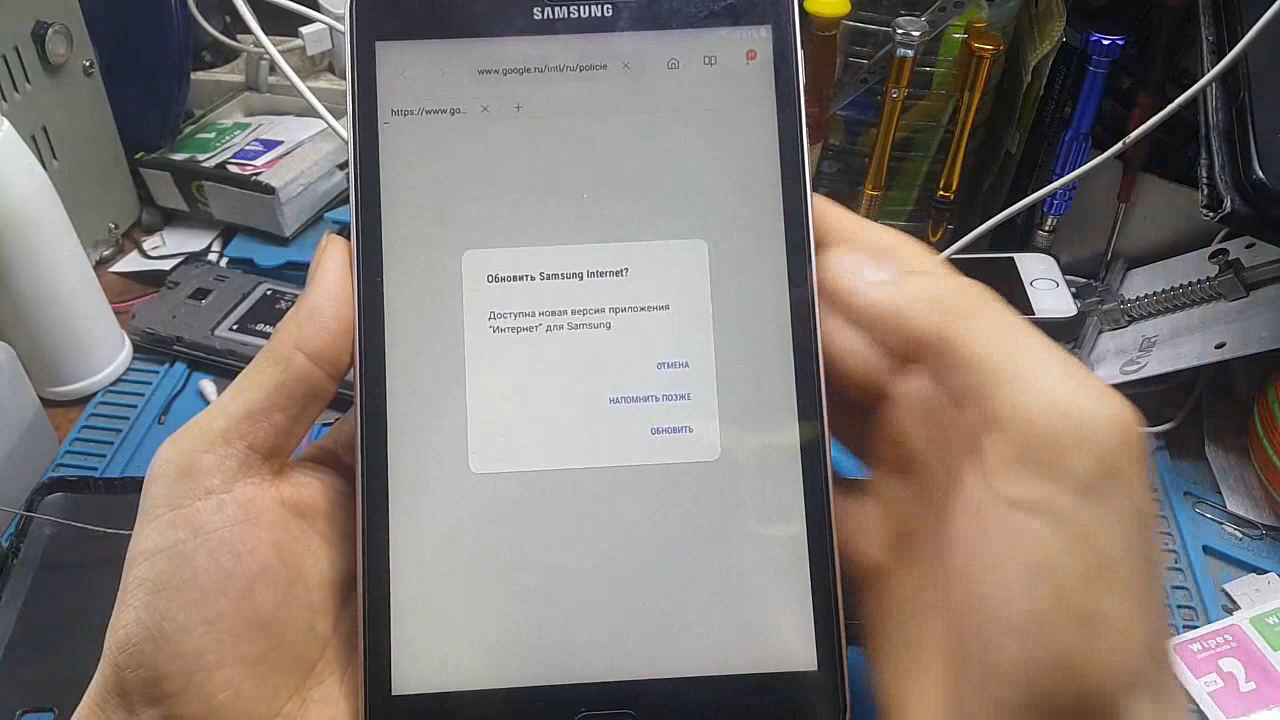 SAMSUNG
www.google.ru/intl/ru/policie
https://www.go...
Обновить Samsung Internet?
Доступна новая версия приложения
"Интернет" для Samsung.
ОТМЕНА
НАПОМНИТЬ ПОЗЖЕ
ОБНОВИТЬ
Wipes
2